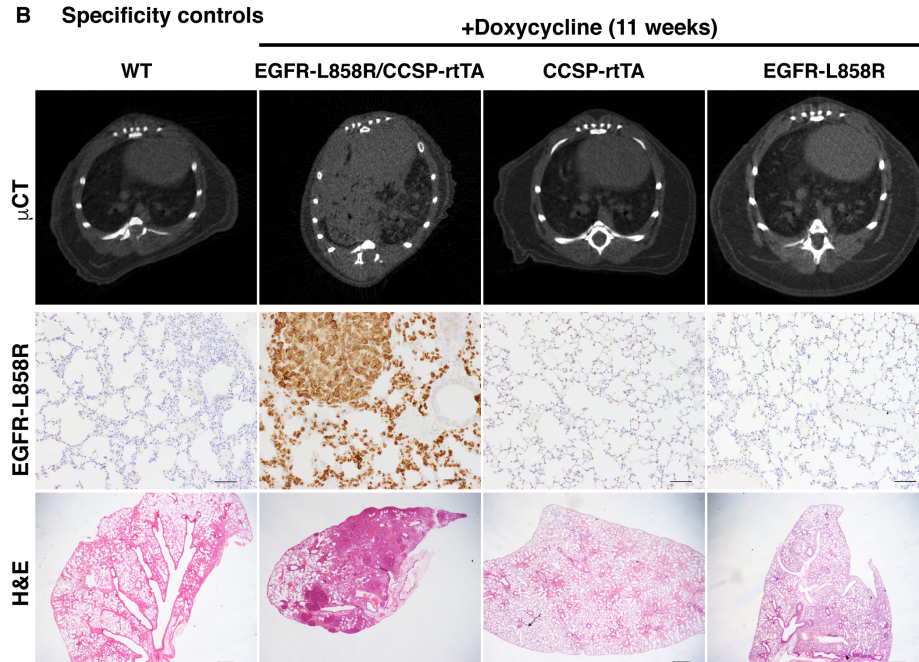 B Specificity controls
+Doxycycline (11 weeks)
WT EGFR-L858R/CCSP-rtTA CCSP-rtTA EGFR-L858R
μCT
EGFR-L858R
H&E